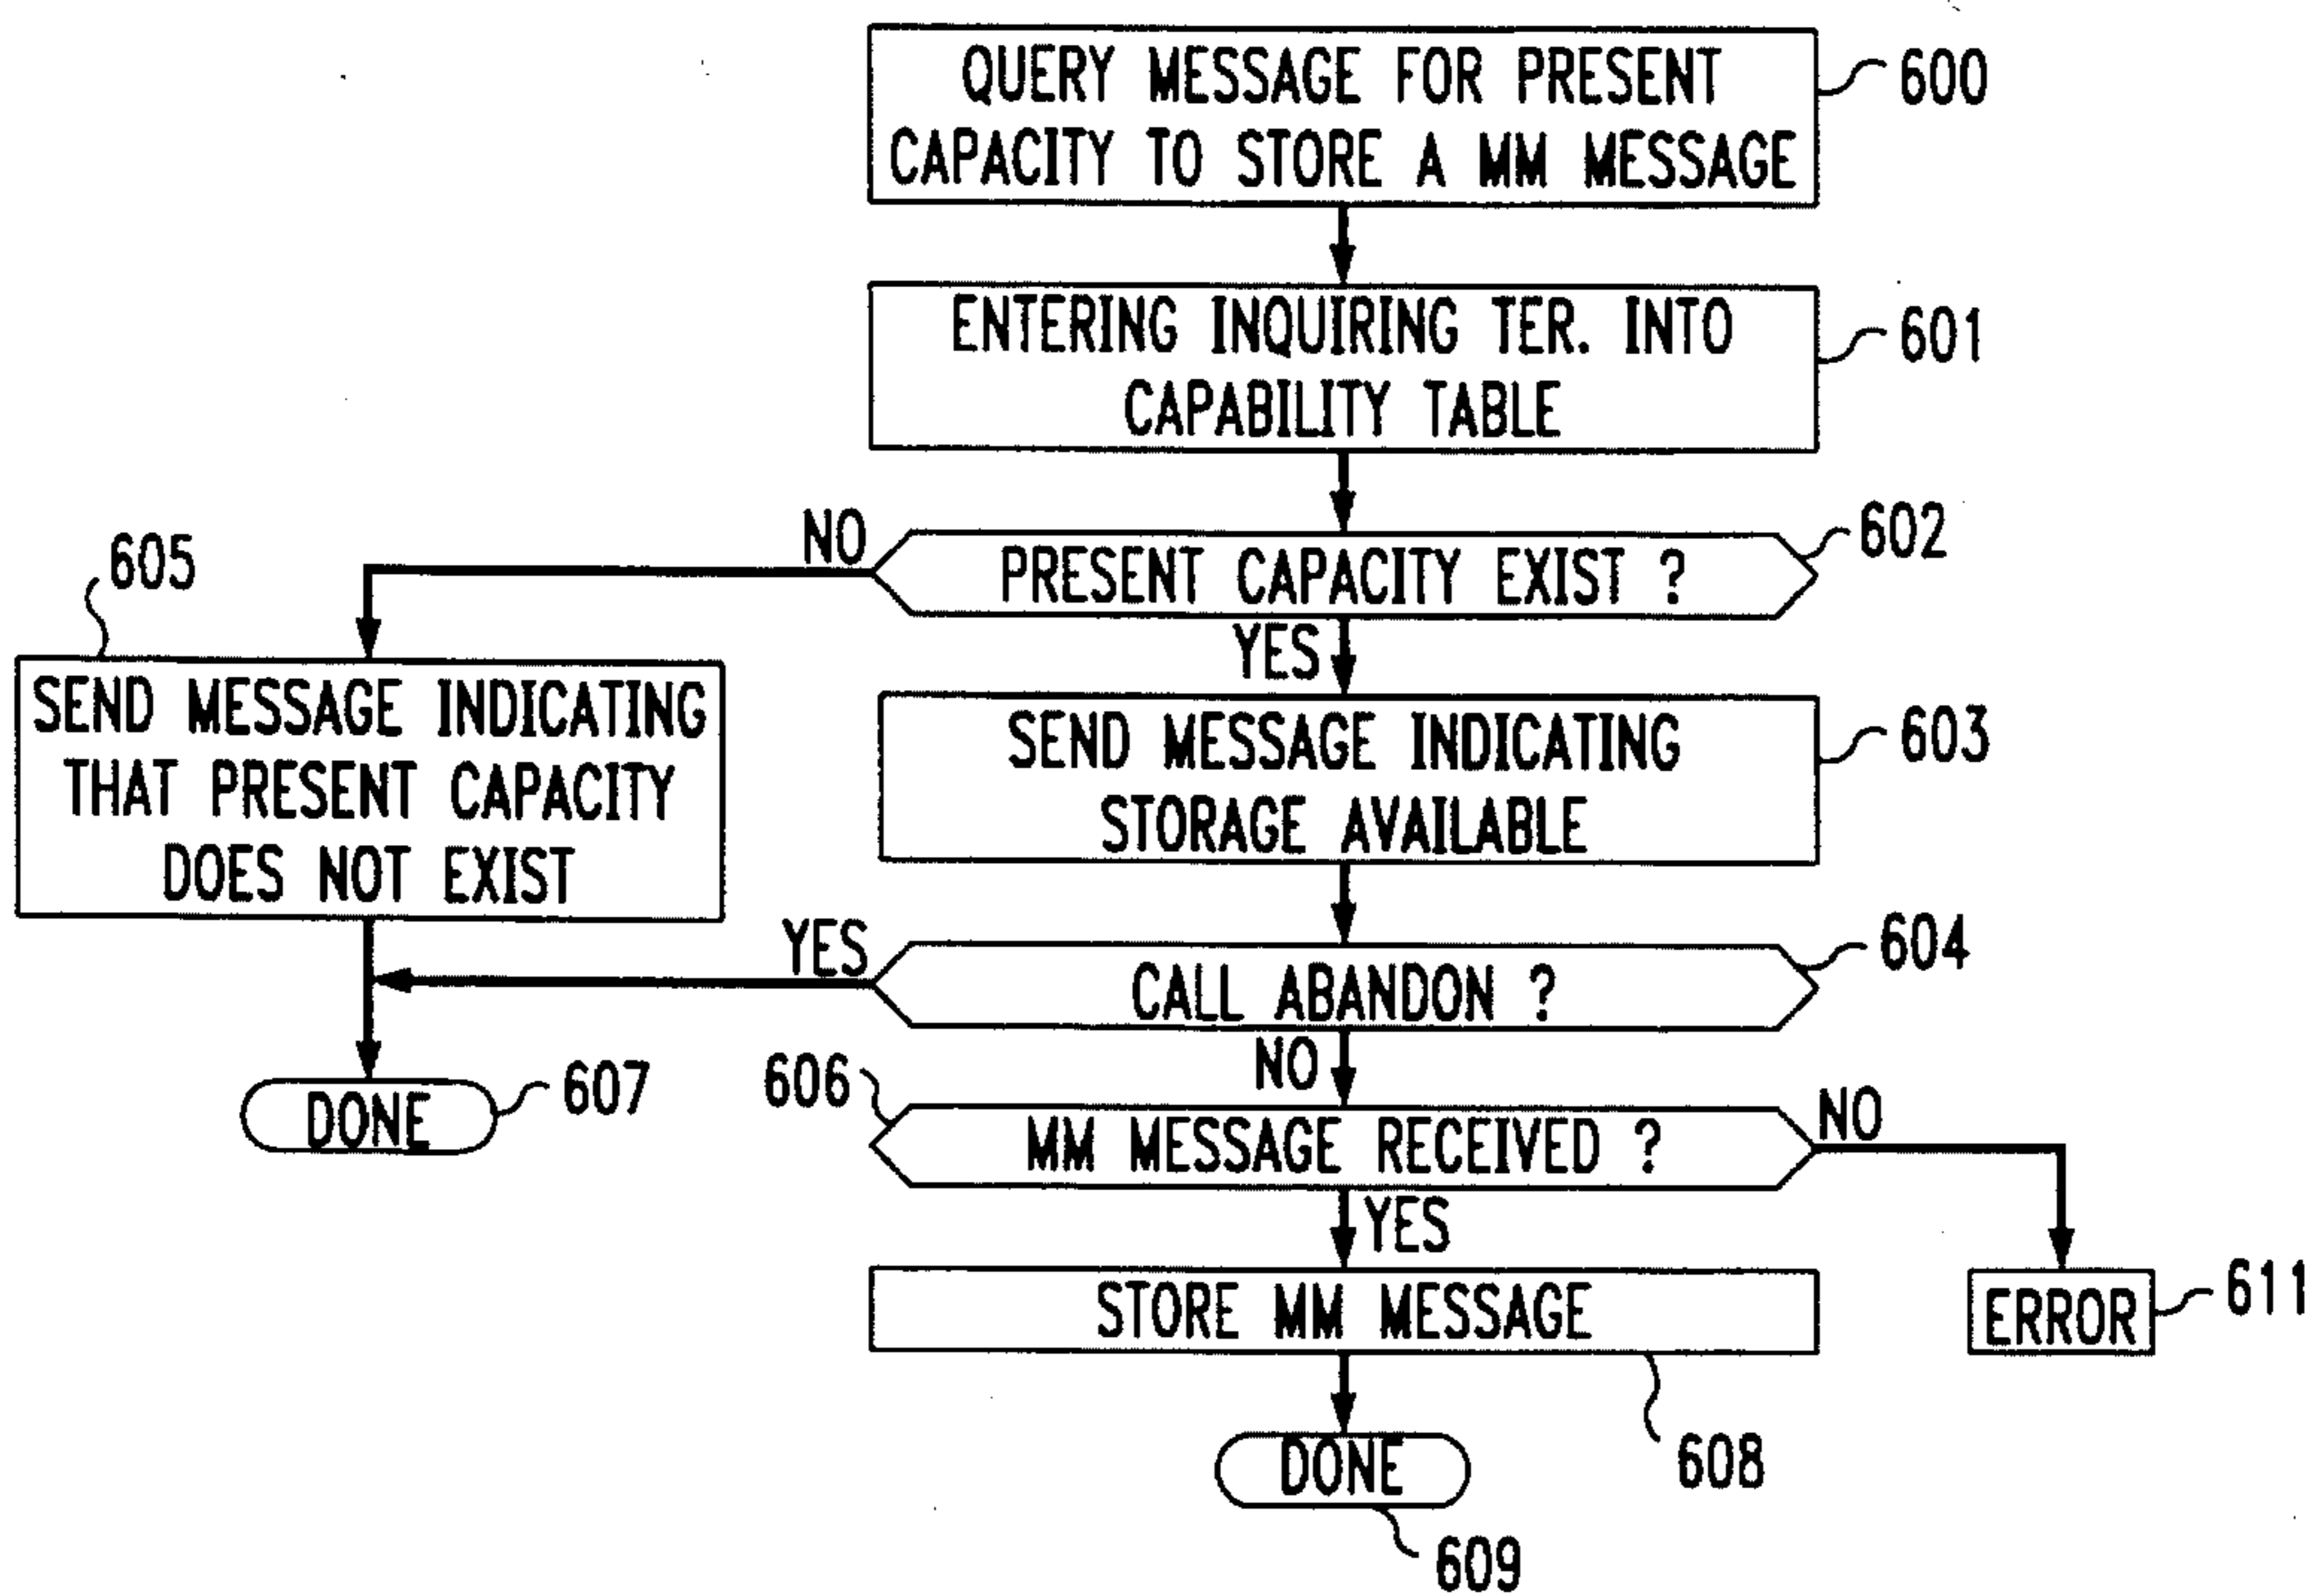 QUERY MESSAGE FOR PRESENT
CAPACITY TO STORE A MM MESSAGE
600
ENTERING INQUIRING TER. INTO
CAPABILITY TABLE
601
NO
PRESENT CAPACITY EXIST ?
602
YES
605
SEND MESSAGE INDICATING
THAT PRESENT CAPACITY
DOES NOT EXIST
SEND MESSAGE INDICATING
STORAGE AVAILABLE
603
YES
CALL ABANDON ?
604
NO
DONE
607
606
MM MESSAGE RECEIVED ?
NO
YES
STORE MM MESSAGE
608
ERROR
611
DONE
609